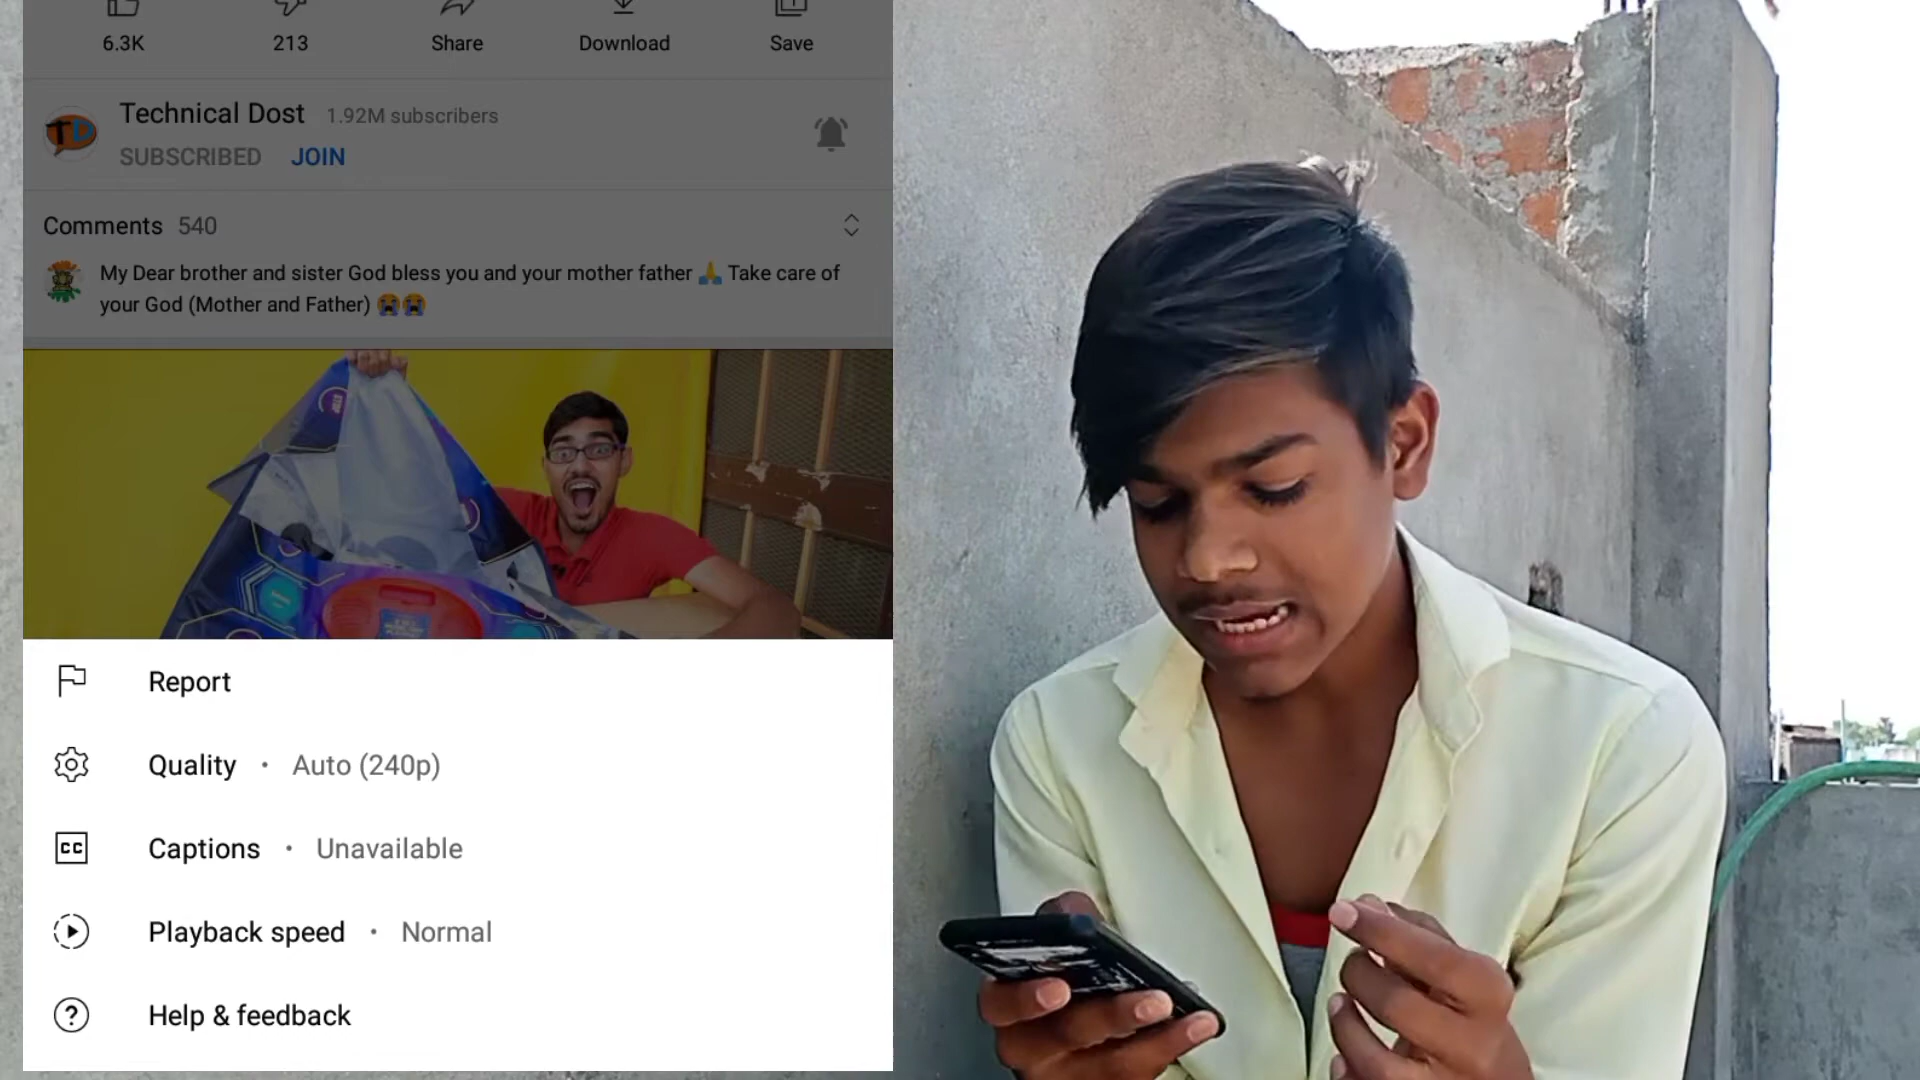 6.3K 213 Share Download Save
Technical Dost 1.92M subscribers
SUBSCRIBED JOIN
Comments 540
My Dear brother and sister God bless you and your mother father 🙏 Take care of
your God (Mother and Father) 😭😭
TD
Report
Quality • Auto (240p)
CC Captions • Unavailable
Playback speed • Normal
? Help & feedback